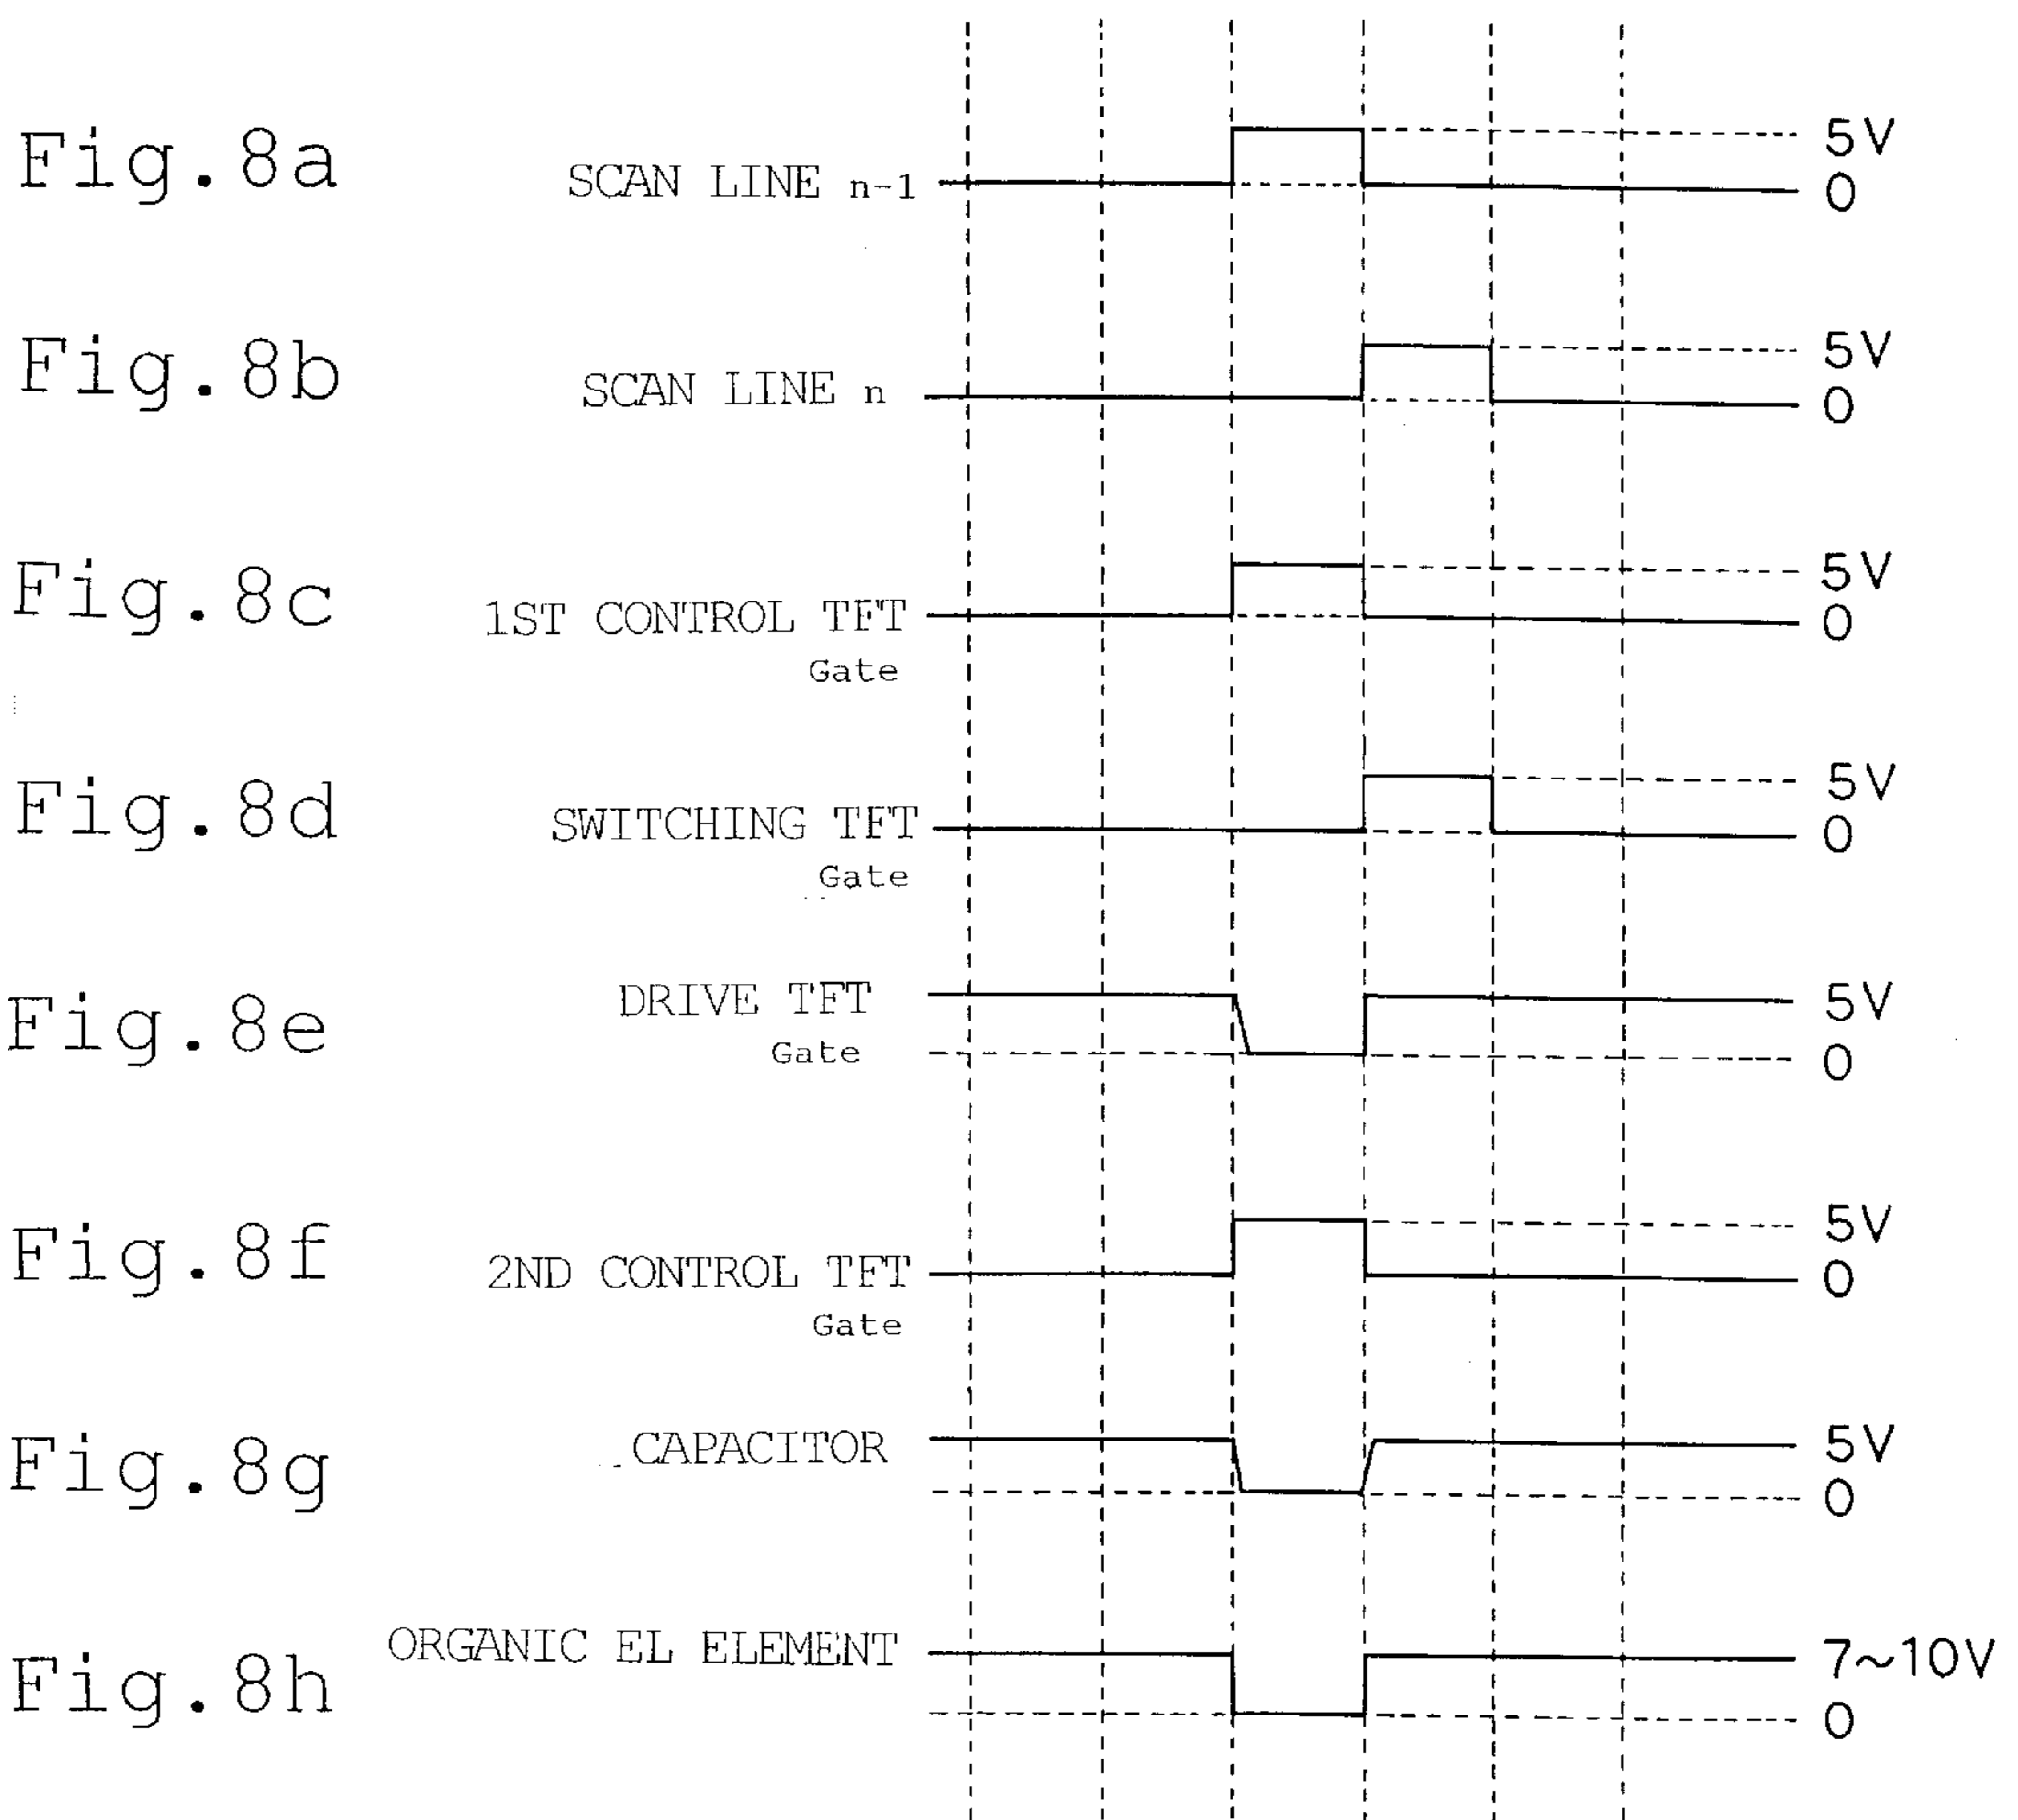 Fig.8a
SCAN LINE n-1
5V
0
Fig.8b
SCAN LINE n
5V
0
Fig.8c
1ST CONTROL TFT
Gate
5V
0
Fig.8d
SWITCHING TFT
Gate
5V
0
Fig.8e
DRIVE TFT
Gate
5V
0
Fig.8f
2ND CONTROL TFT
Gate
5V
0
Fig.8g
CAPACITOR
5V
0
Fig.8h
ORGANIC EL ELEMENT
7~10V
0